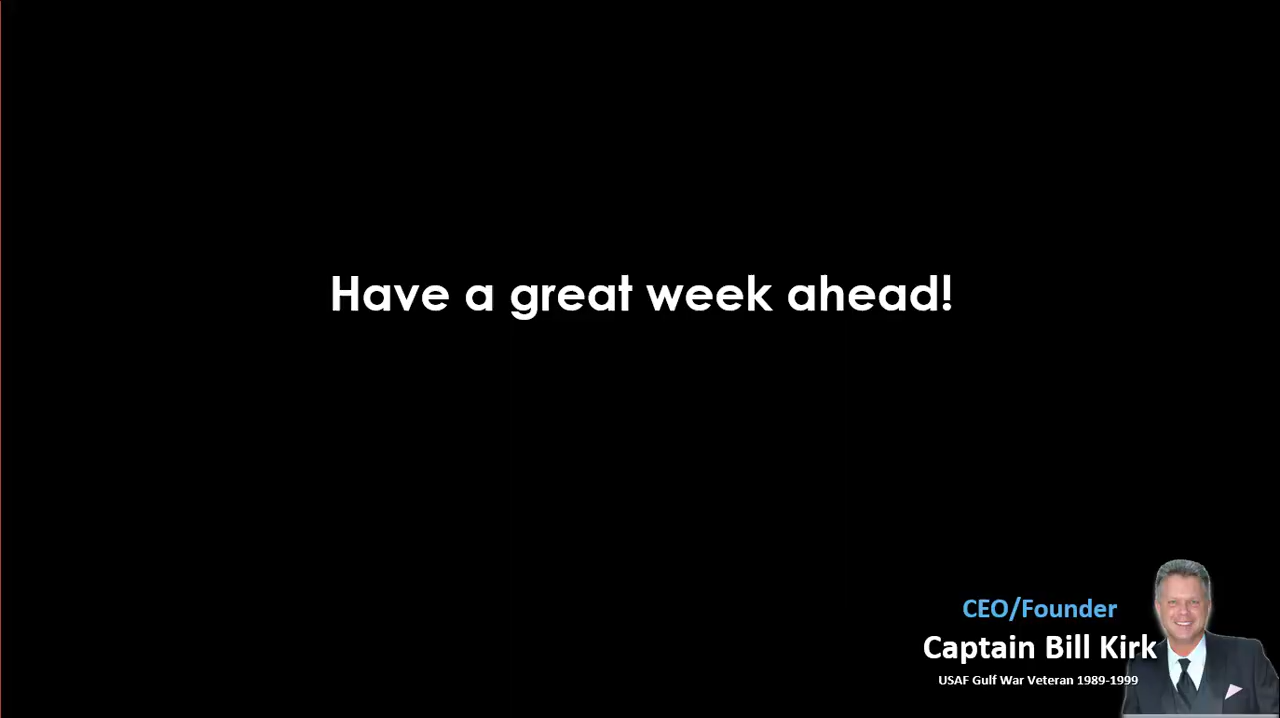 Have a great week ahead!
CEO/Founder
Captain Bill Kirk
USAF Gulf War Veteran 1989-1999